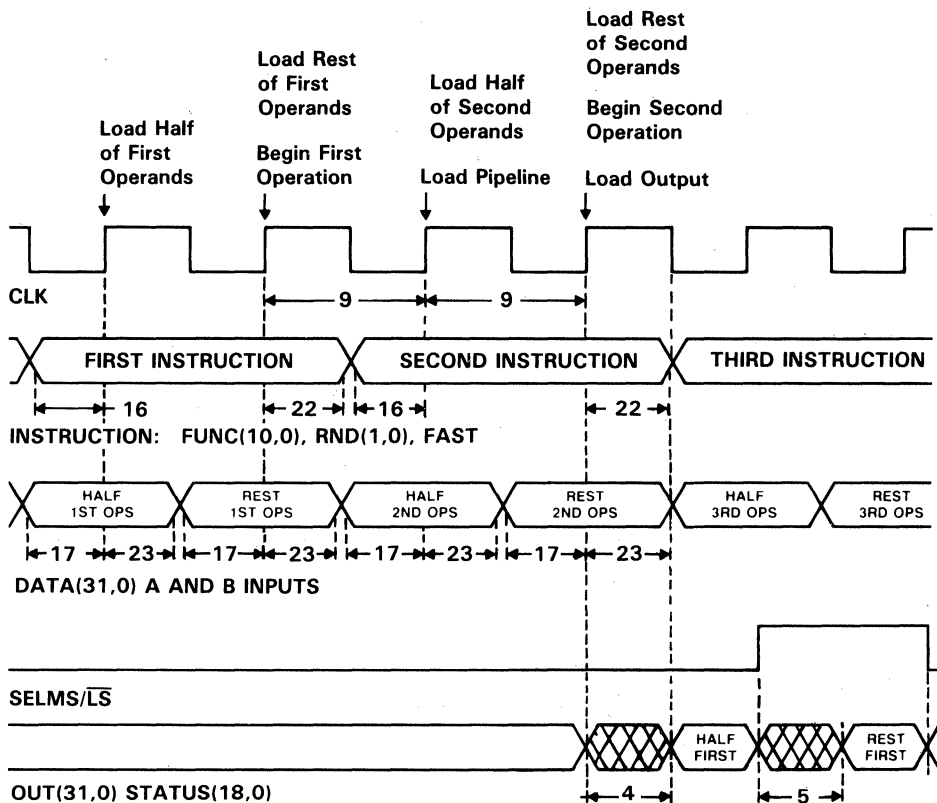 Load Rest
of Second
Operands
Load Rest
of First
Operands
Load Half
of Second
Operands
Begin Second
Operation
Load Half
of First
Operands
Begin First
Operation
Load Pipeline
Load Output
CLK
9
9
FIRST INSTRUCTION
SECOND INSTRUCTION
THIRD INSTRUCTION
16
22
16
22
INSTRUCTION: FUNC(10,0), RND(1,0), FAST
HALF
1ST OPS
REST
1ST OPS
HALF
2ND OPS
REST
2ND OPS
HALF
3RD OPS
REST
3RD OPS
17
23
17
23
17
23
17
23
DATA(31,0) A AND B INPUTS
SELMS/L̅S̅
HALF
FIRST
REST
FIRST
OUT(31,0) STATUS(18,0)
4
5